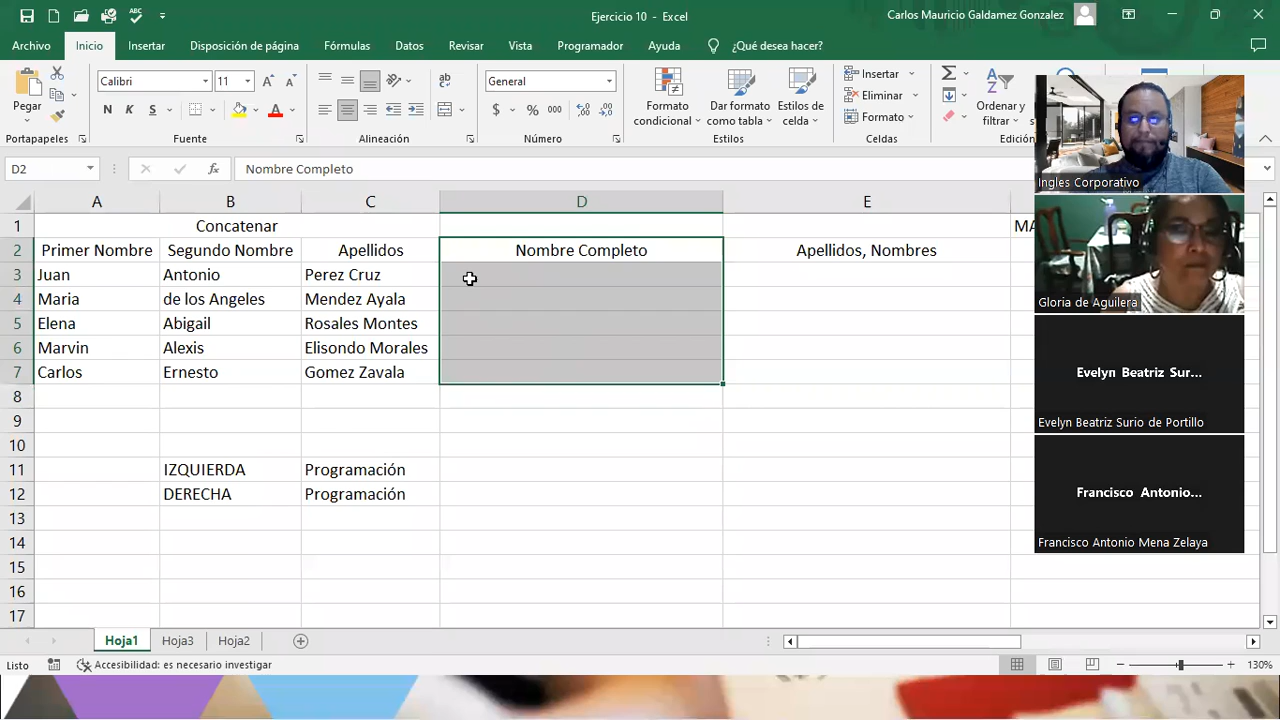 Ejercicio 10 - Excel
Carlos Mauricio Galdamez Gonzalez
Archivo Inicio Insertar Disposición de página Fórmulas Datos Revisar Vista Programador Ayuda ¿Qué desea hacer?
Pegar
Calibri 11
N K S
General
$ % 000
Formato condicional
Dar formato como tabla
Estilos de celda
Insertar
Eliminar
Formato
Ordenar y filtrar
Portapapeles Fuente Alineación Número Estilos Celdas Edición
D2 fx Nombre Completo
A B C D E
1 Concatenar
2 Primer Nombre Segundo Nombre Apellidos Nombre Completo Apellidos, Nombres
3 Juan Antonio Perez Cruz
4 Maria de los Angeles Mendez Ayala
5 Elena Abigail Rosales Montes
6 Marvin Alexis Elisondo Morales
7 Carlos Ernesto Gomez Zavala
8
9
10
11 IZQUIERDA Programación
12 DERECHA Programación
13
14
15
16
17
Ingles Corporativo
Gloria de Aguilera
Evelyn Beatriz Sur...
Evelyn Beatriz Surio de Portillo
Francisco Antonio...
Francisco Antonio Mena Zelaya
Hoja1 Hoja3 Hoja2
Listo Accesibilidad: es necesario investigar 130%